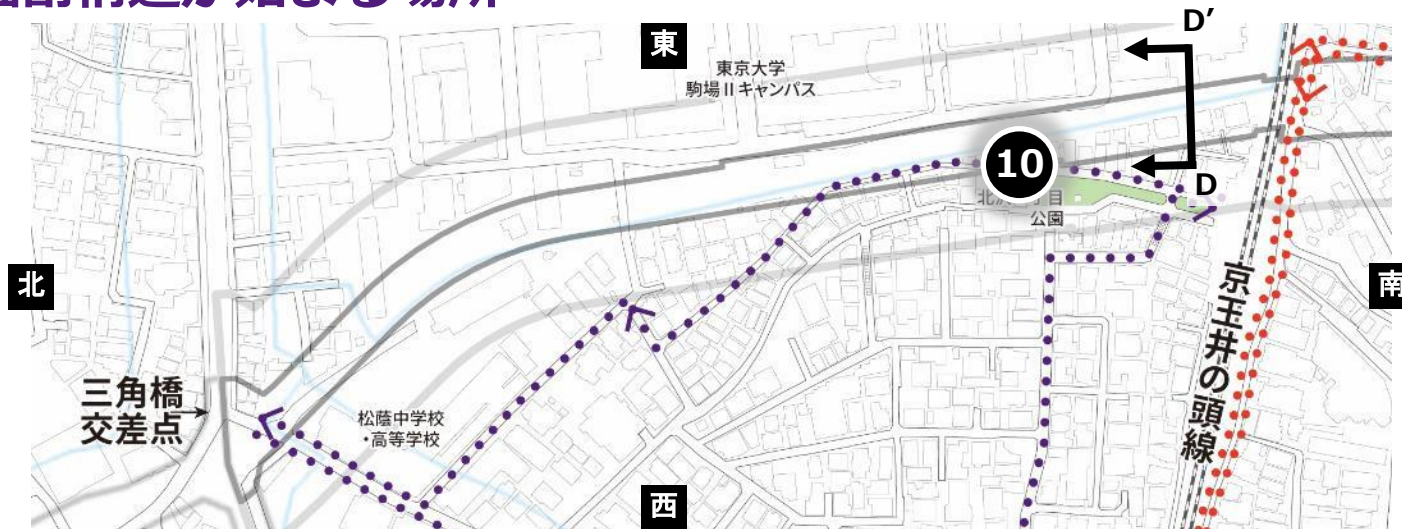 東
D′
東京大学
駒場Ⅱキャンパス
10
D
公園
北
南
京王井の頭線
三角橋
交差点
松蔭中学校
・高等学校
西